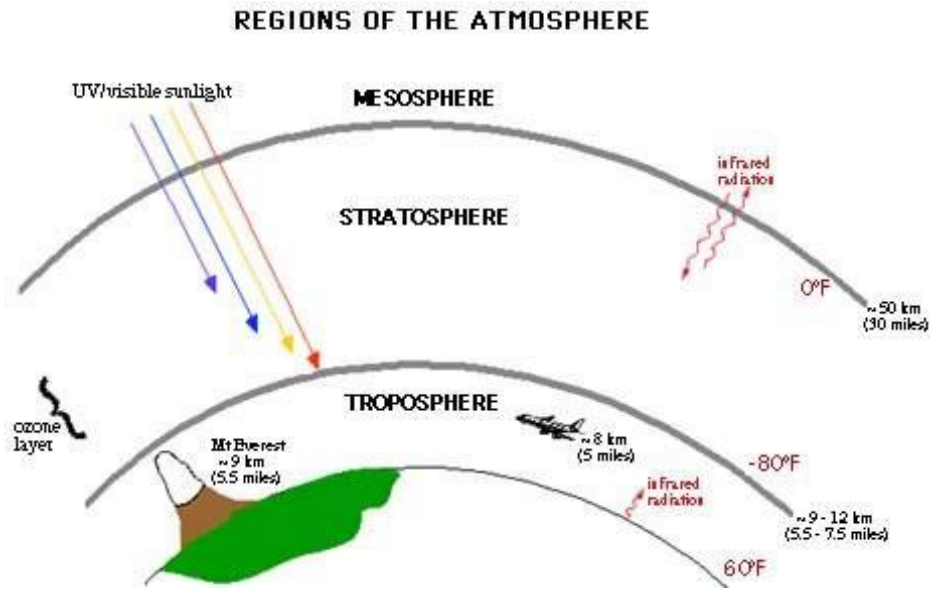 REGIONS OF THE ATMOSPHERE
UV/visible sunlight
MESOSPHERE
infrared
radiation
STRATOSPHERE
0°F
~ 50 km
(30 miles)
TROPOSPHERE
ozone
layer
Mt Everest
~ 9 km
(5.5 miles)
~ 8 km
(5 miles)
-80°F
infrared
radiation
~ 9 - 12 km
(5.5 - 7.5 miles)
60°F